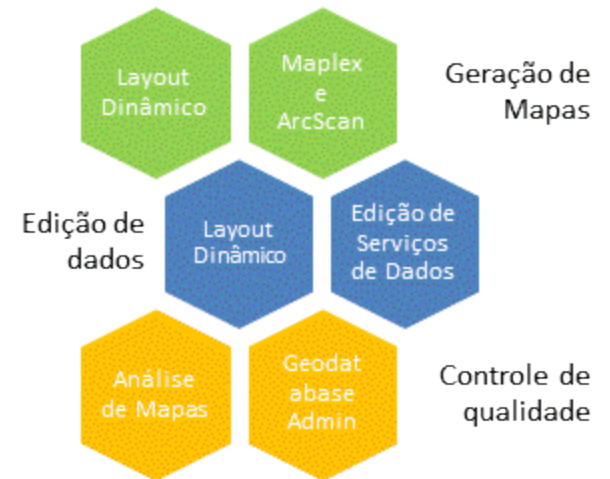 Layout
Dinâmico
Maplex
e
ArcScan
Geração de
Mapas
Edição de
dados
Layout
Dinâmico
Edição de
Serviços
de Dados
Análise
de Mapas
Geodat
abase
Admin
Controle de
qualidade